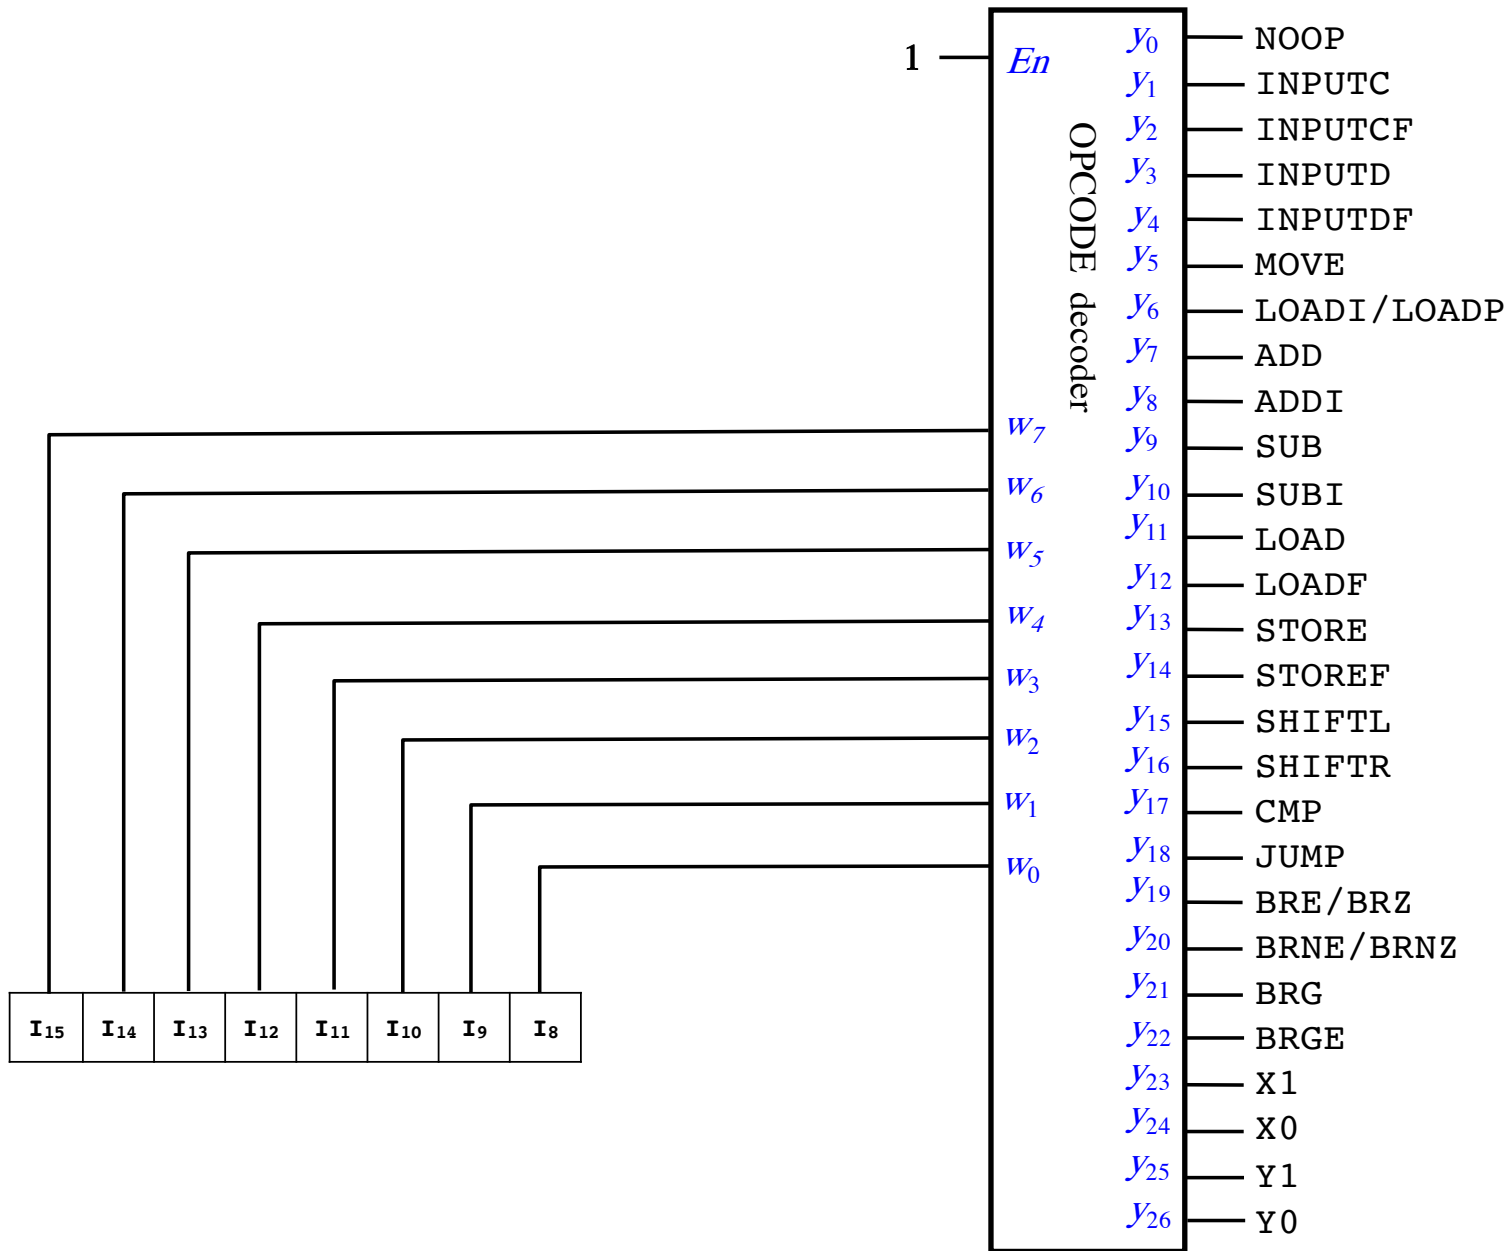 1 En y0 NOOP
y1 INPUTC
y2 INPUTCF
y3 INPUTD
y4 INPUTDF
y5 MOVE
y6 LOADI/LOADP
y7 ADD
y8 ADDI
w7 y9 SUB
w6 y10 SUBI
y11 LOAD
w5 y12 LOADF
w4 y13 STORE
w3 y14 STOREF
y15 SHIFTL
w2 y16 SHIFTR
w1 y17 CMP
w0 y18 JUMP
y19 BRE/BRZ
y20 BRNE/BRNZ
y21 BRG
y22 BRGE
y23 X1
y24 X0
y25 Y1
y26 Y0
OPCODE decoder
I15 I14 I13 I12 I11 I10 I9 I8